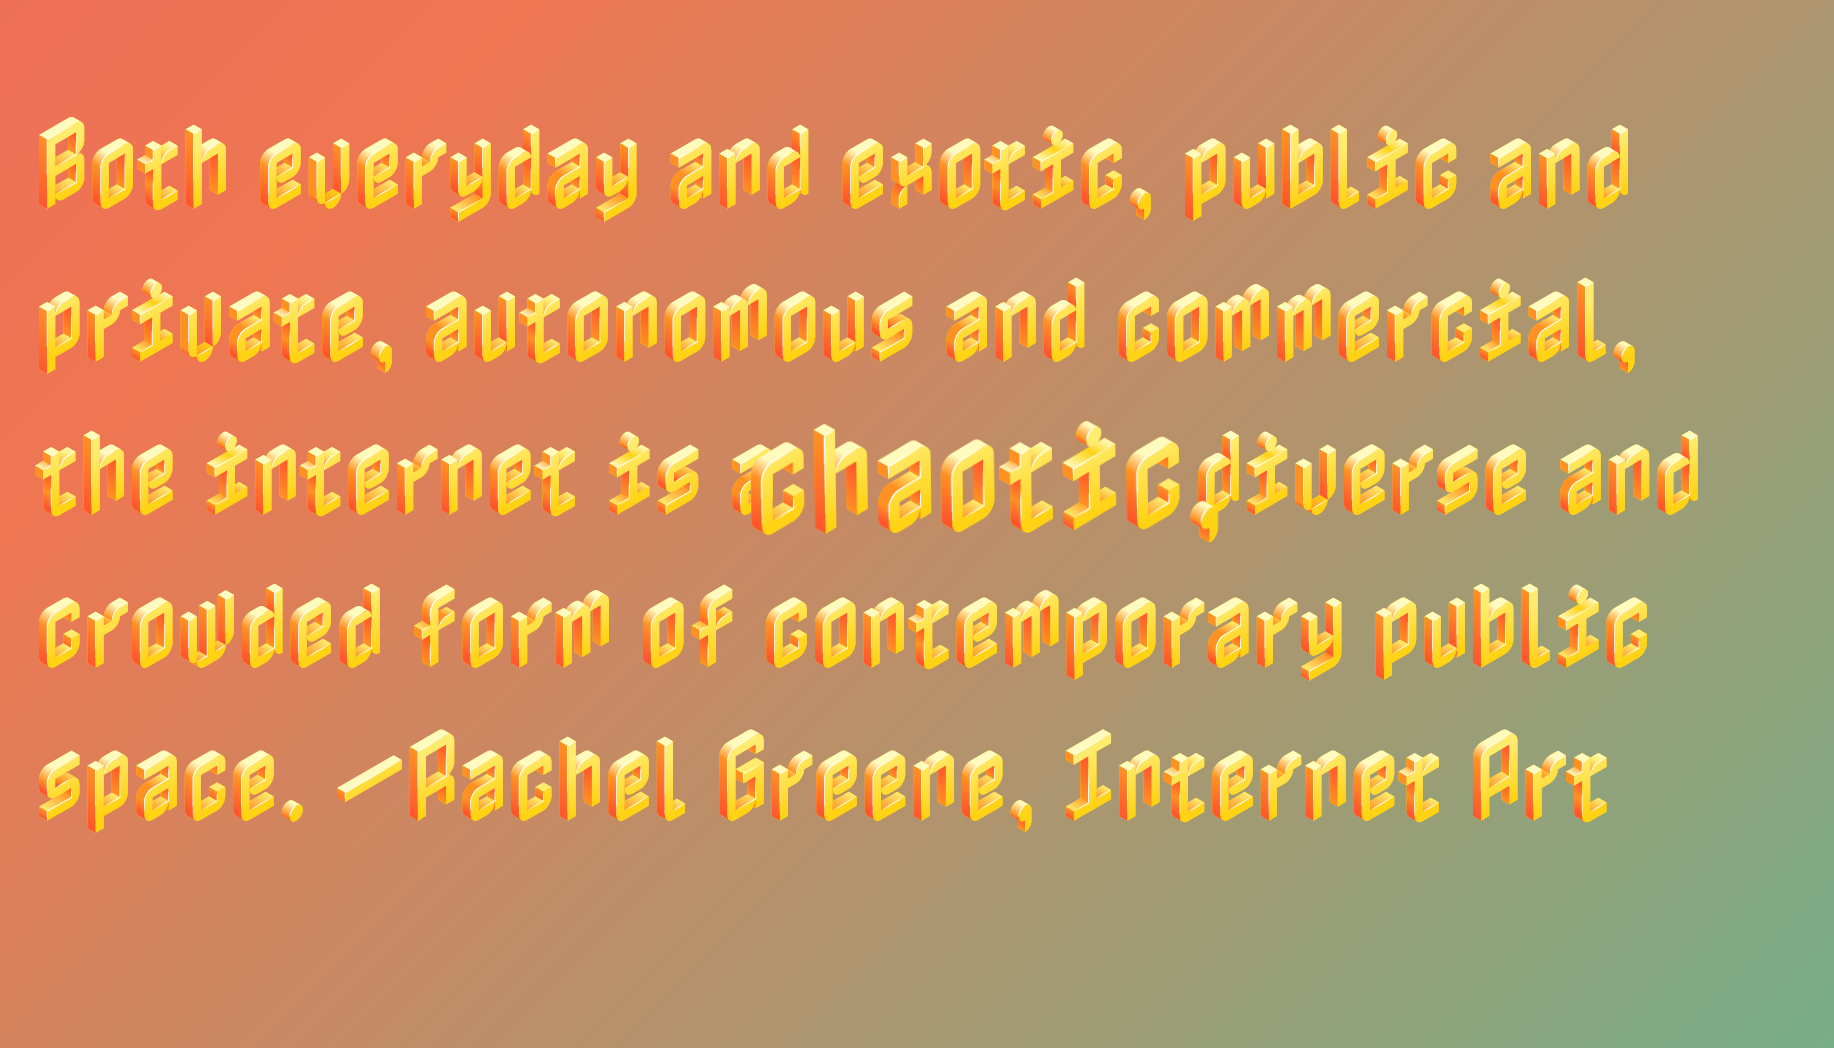 Both everyday and exotic, public and
private, autonomous and commercial,
the internet is a chaotic, diverse and
crowded form of contemporary public
space. —Rachel Greene, Internet Art